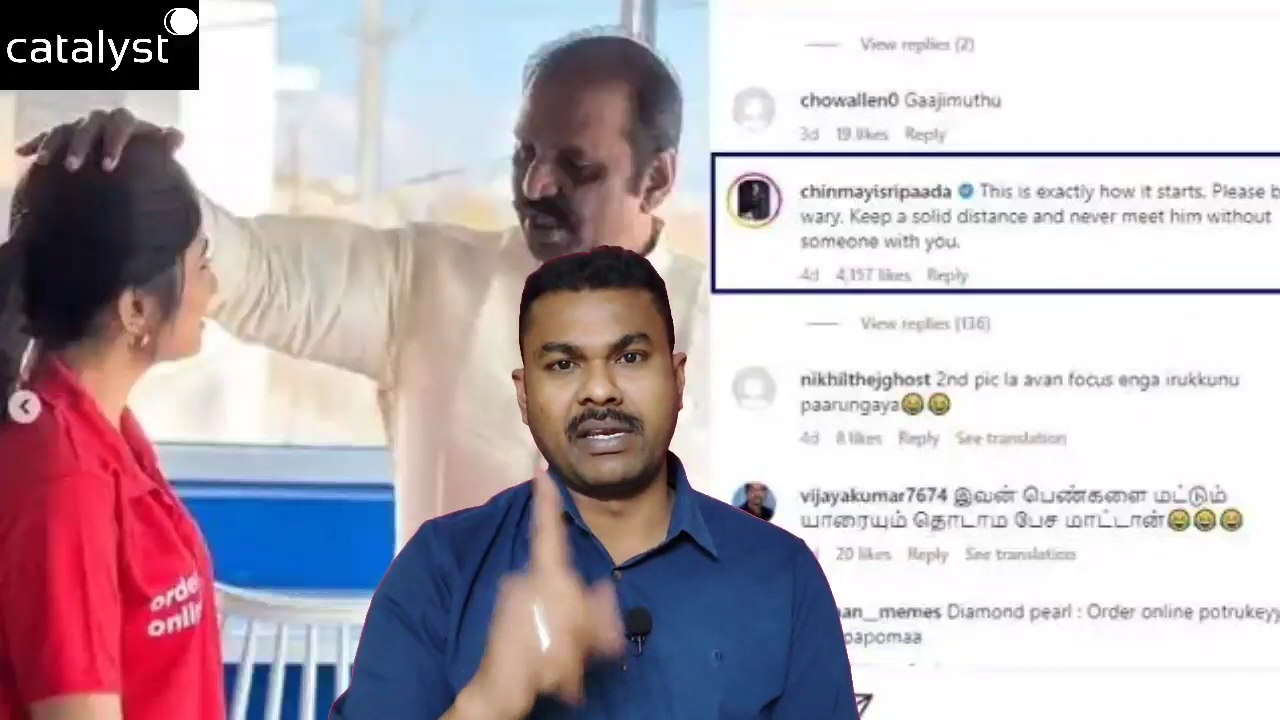 catalyst
order
online
View replies (2)
chowallen0 Gaajimuthu
3d 19 likes Reply
chinmayisripaada This is exactly how it starts. Please b
wary. Keep a solid distance and never meet him without
someone with you.
4d 4,157 likes Reply
View replies (136)
nikhilthejghost 2nd pic la avan focus enga irukkunu
paarungaya😂😂
4d 8 likes Reply See translation
vijayakumar7674 இவன் பெண்களை மட்டும்
யாரையும் தொடாம பேச மாட்டான்😂😂😂
20 likes Reply See translation
an__memes Diamond pearl : Order online potrukeyy
papomaa